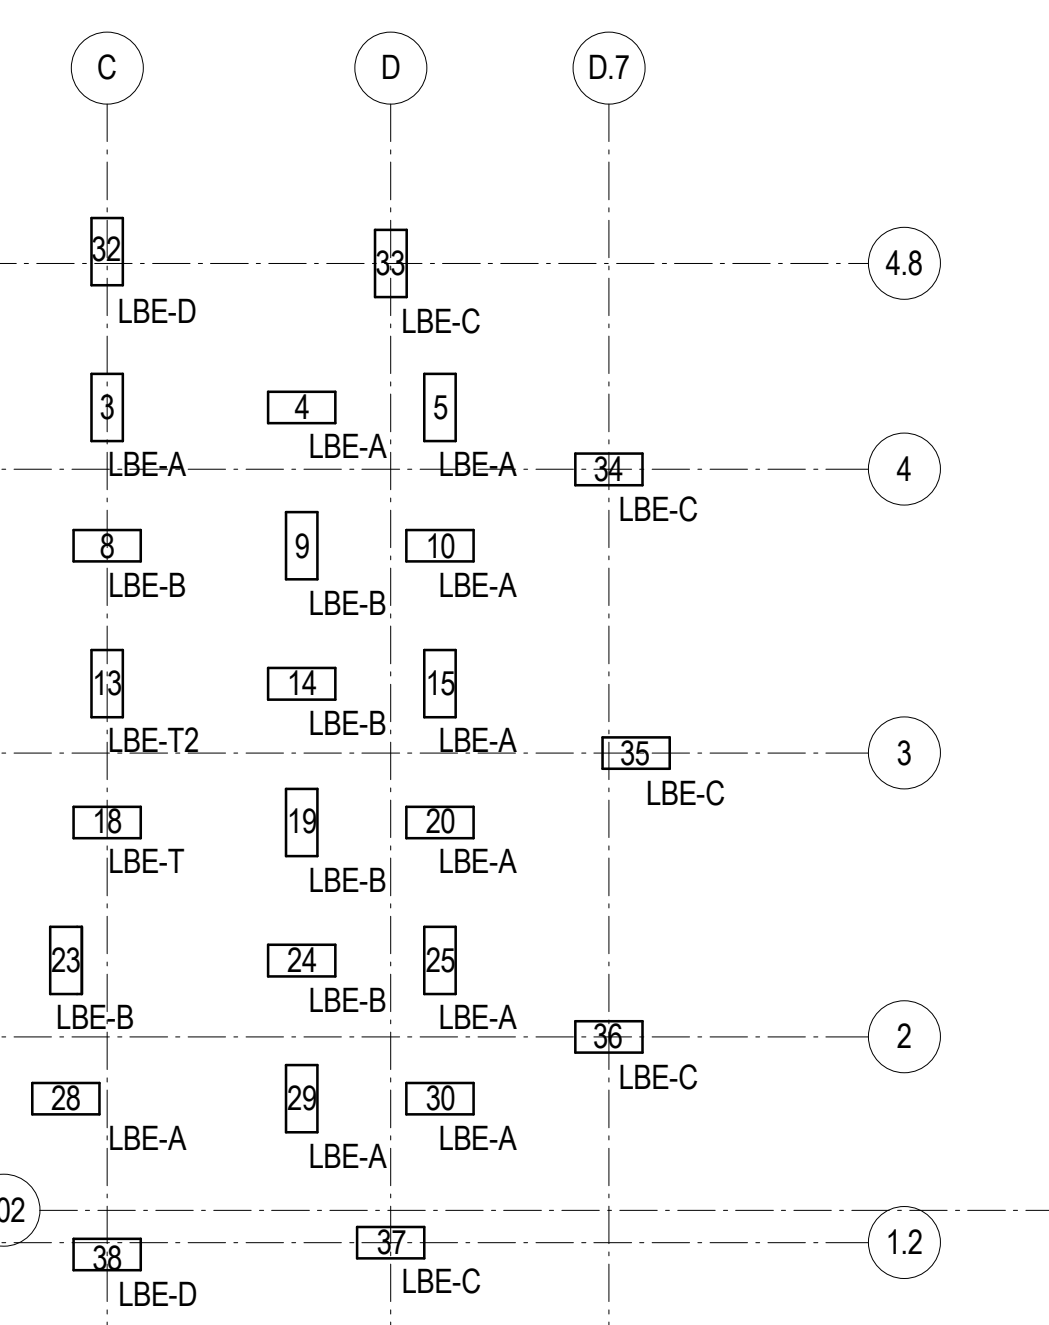 C D D.7
32 33 4.8
LBE-D LBE-C
3 4 5
LBE-A LBE-A LBE-A
34 4
LBE-C
8 9 10
LBE-B LBE-B LBE-A
13 14 15
LBE-T2 LBE-B LBE-A
35 3
LBE-C
18 19 20
LBE-T LBE-B LBE-A
23 24 25
LBE-B LBE-B LBE-A
36 2
LBE-C
28 29 30
LBE-A LBE-A LBE-A
02
38 37 1.2
LBE-D LBE-C